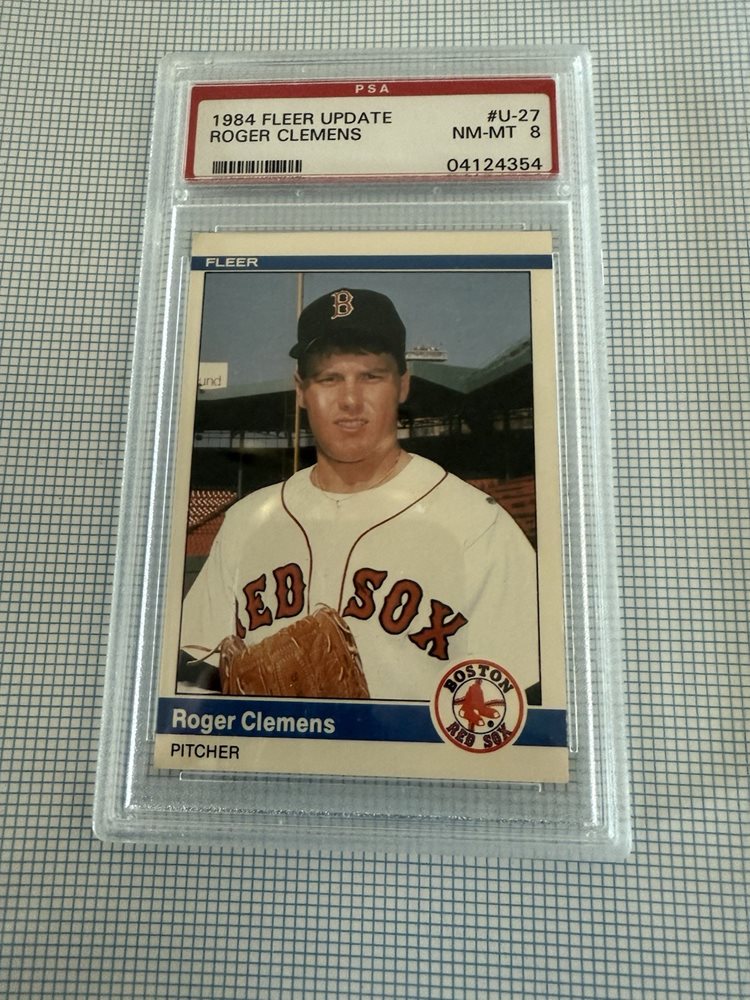 PSA
1984 FLEER UPDATE #U-27
ROGER CLEMENS NM-MT 8
04124354
FLEER
B
und
RED SOX
BOSTON
RED SOX
Roger Clemens
PITCHER